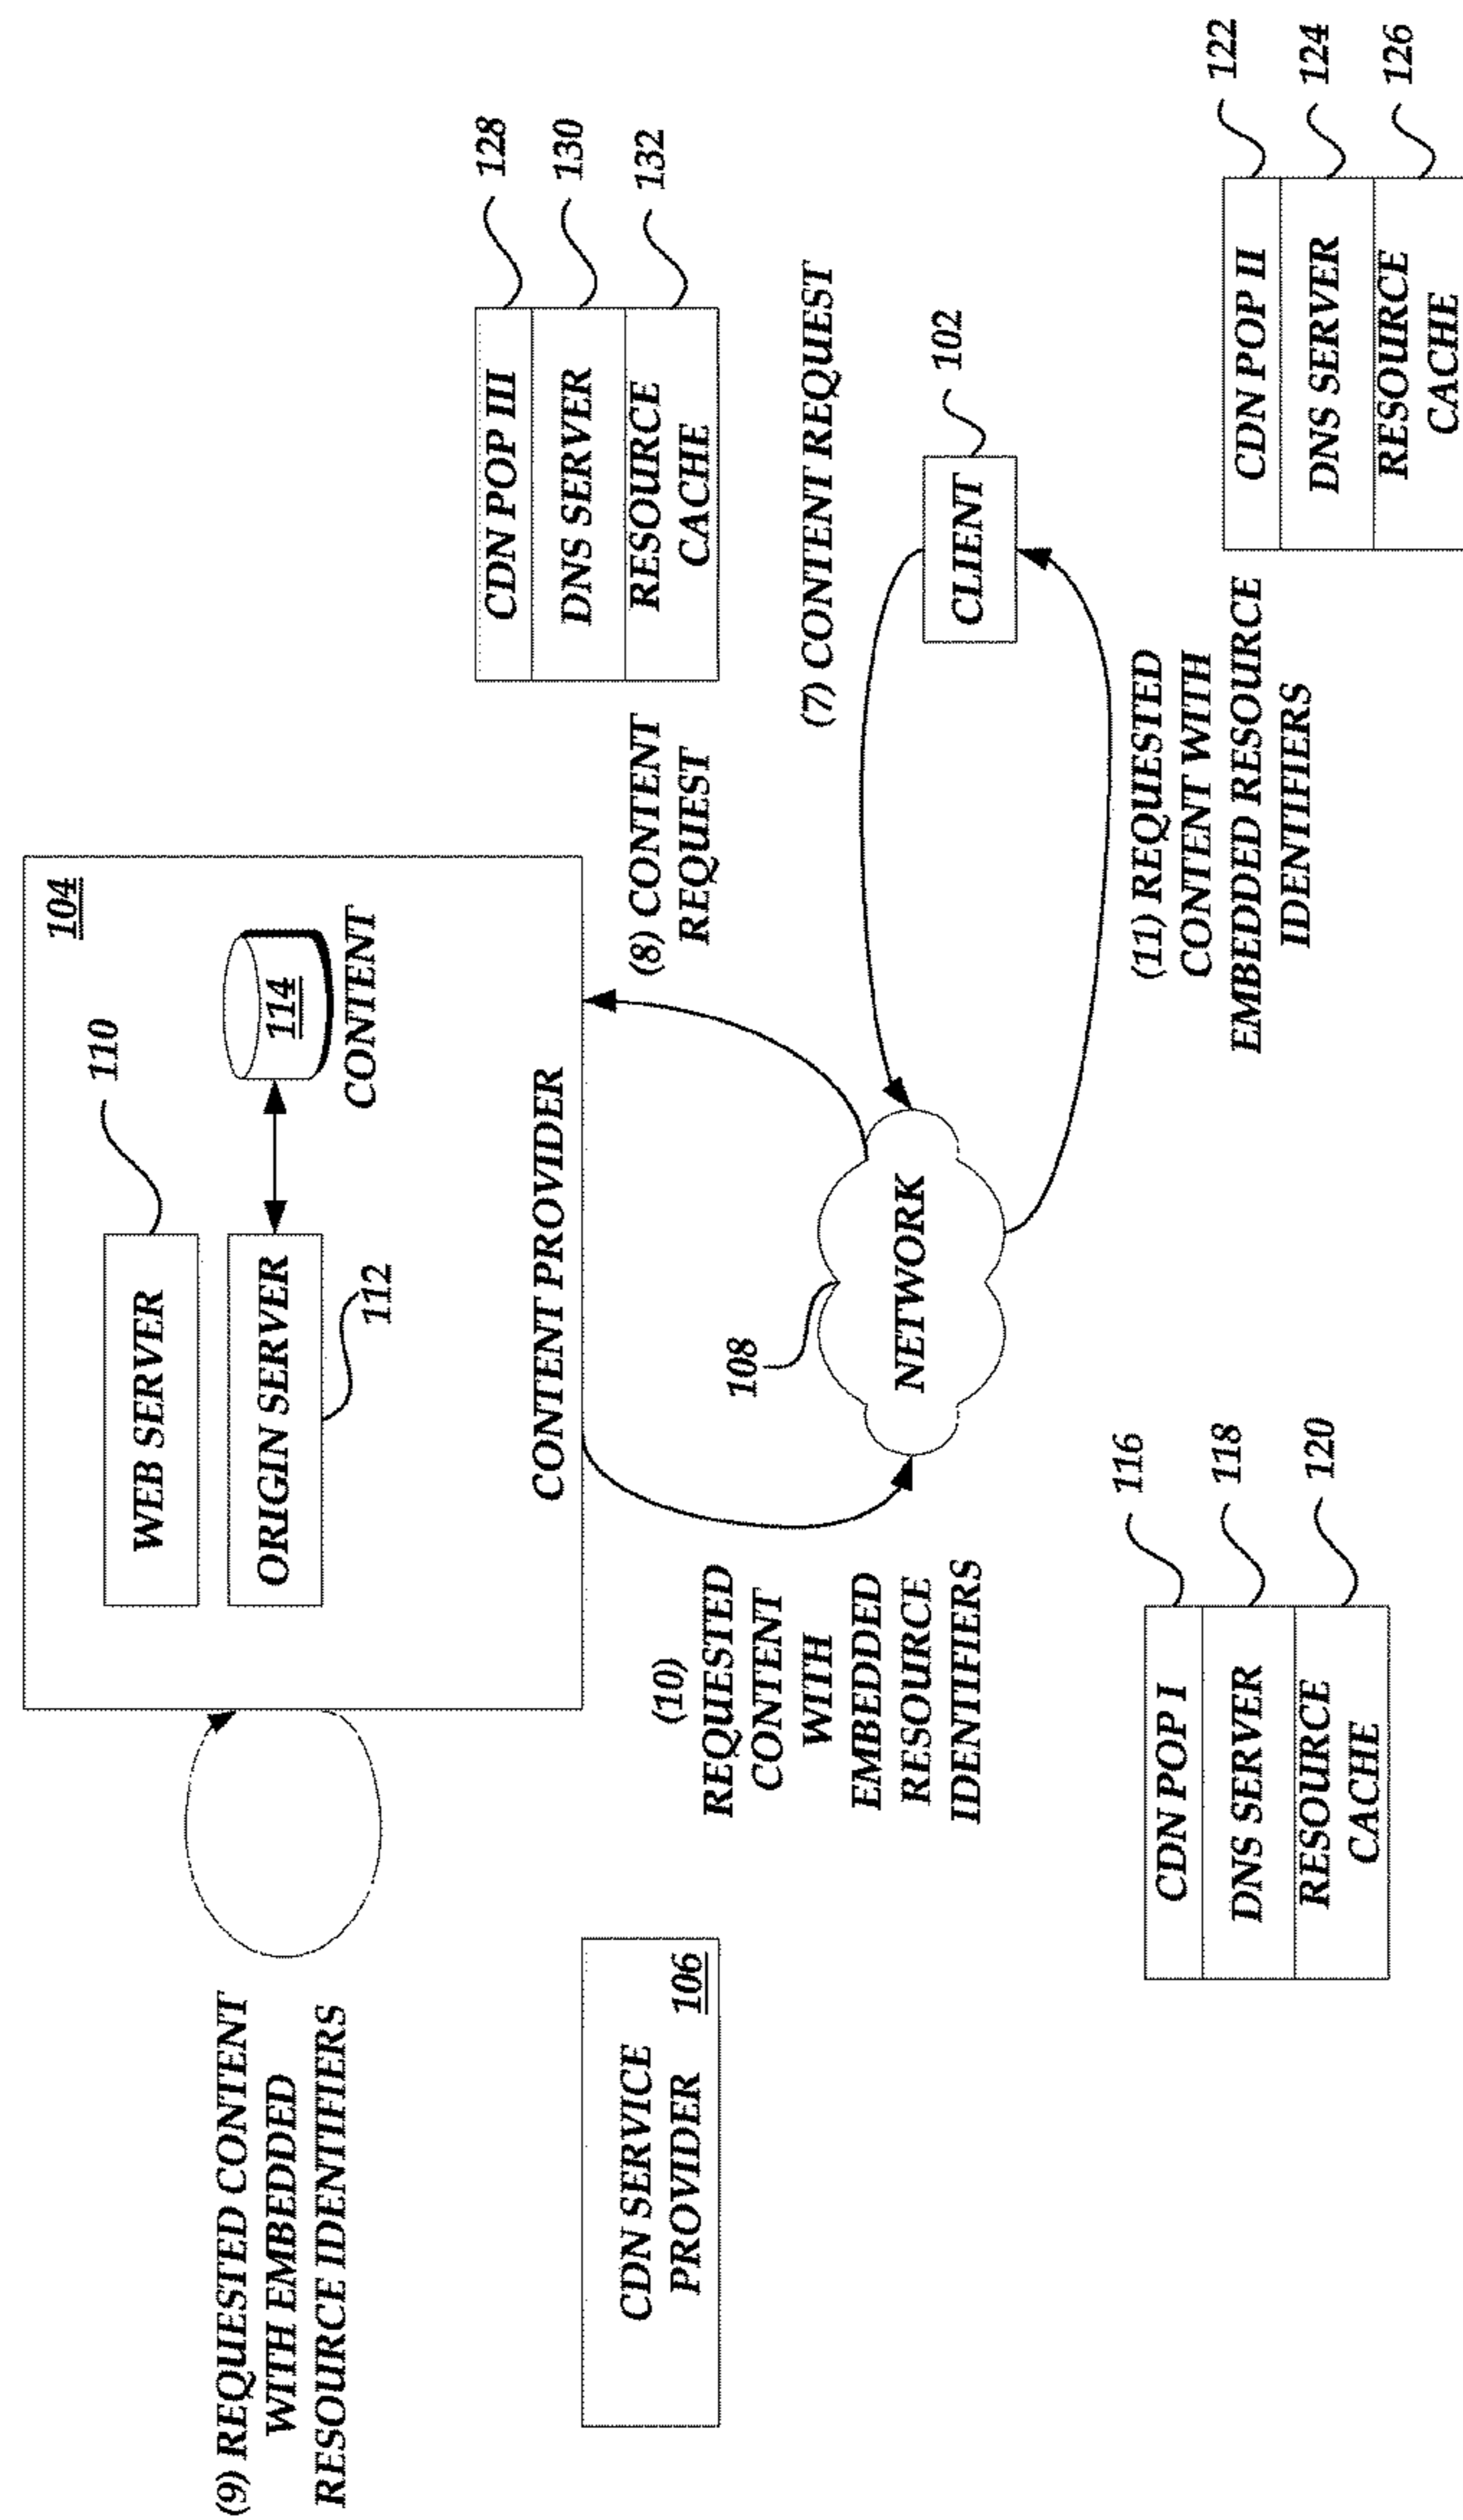 (9) REQUESTED CONTENT
WITH EMBEDDED
RESOURCE IDENTIFIERS
104
WEB SERVER
110
ORIGIN SERVER
112
114
CONTENT
CONTENT PROVIDER
CDN SERVICE
PROVIDER
106
(10)
REQUESTED
CONTENT
WITH
EMBEDDED
RESOURCE
IDENTIFIERS
(8) CONTENT
REQUEST
CDN POP III
128
DNS SERVER
130
RESOURCE
CACHE
132
108
NETWORK
(7) CONTENT REQUEST
CLIENT
102
(11) REQUESTED
CONTENT WITH
EMBEDDED RESOURCE
IDENTIFIERS
CDN POP I
116
DNS SERVER
118
RESOURCE
CACHE
120
CDN POP II
122
DNS SERVER
124
RESOURCE
CACHE
126